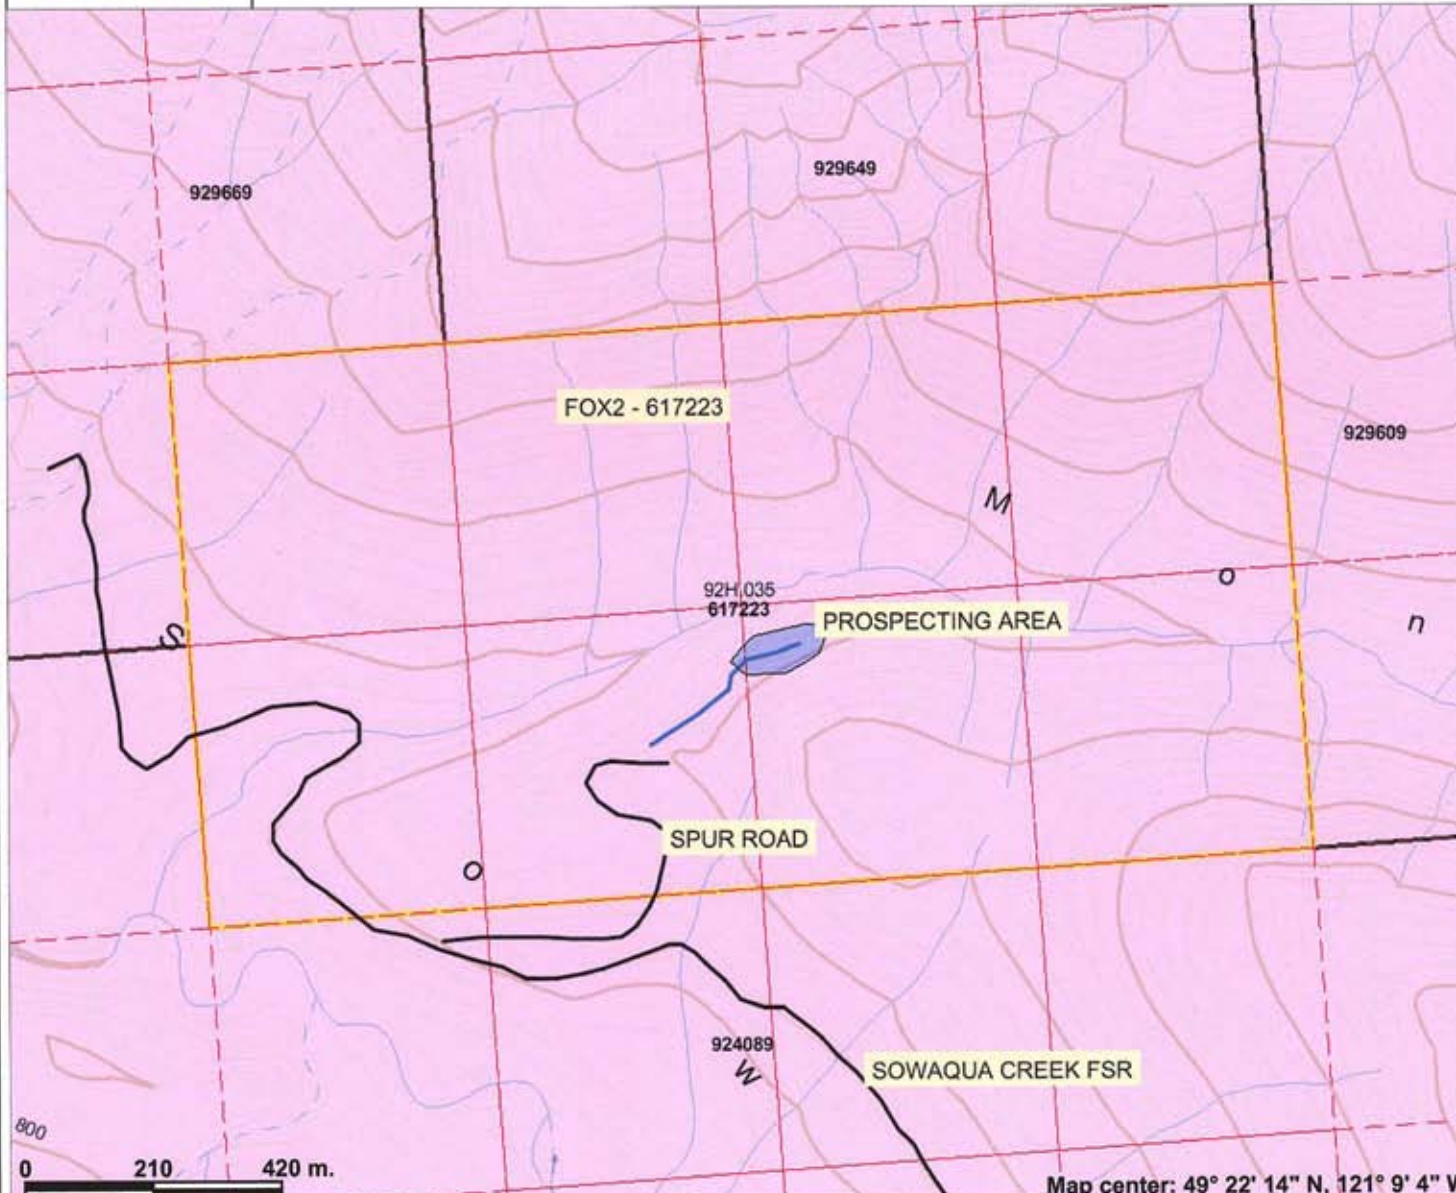 929669
929649
FOX2 - 617223
929609
M
o
n
92H.035
617223
PROSPECTING AREA
S
SPUR ROAD
o
924089
w
SOWAQUA CREEK FSR
800
0 210 420 m.
Map center: 49° 22' 14" N, 121° 9' 4"